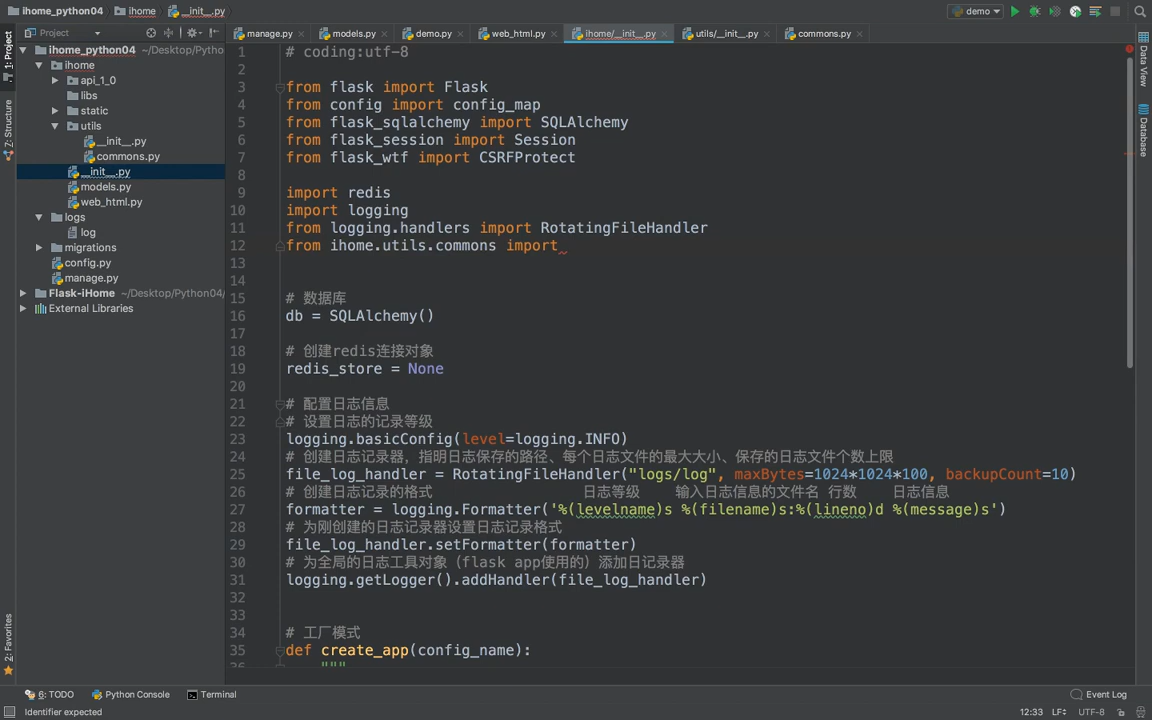 ihome_python04 ihome __init__.py demo
Project manage.py models.py demo.py web_html.py ihome/__init__.py utils/__init__.py commons.py
1: Project
7: Structure
2: Favorites
ihome_python04 ~/Desktop/Pytho
ihome
api_1_0
libs
static
utils
__init__.py
commons.py
__init__.py
models.py
web_html.py
logs
log
migrations
config.py
manage.py
Flask-iHome ~/Desktop/Python04/
External Libraries
1 # coding:utf-8
2
3 from flask import Flask
4 from config import config_map
5 from flask_sqlalchemy import SQLAlchemy
6 from flask_session import Session
7 from flask_wtf import CSRFProtect
8
9 import redis
10 import logging
11 from logging.handlers import RotatingFileHandler
12 from ihome.utils.commons import
13
14
15 # 数据库
16 db = SQLAlchemy()
17
18 # 创建redis连接对象
19 redis_store = None
20
21 # 配置日志信息
22 # 设置日志的记录等级
23 logging.basicConfig(level=logging.INFO)
24 # 创建日志记录器，指明日志保存的路径、每个日志文件的最大大小、保存的日志文件个数上限
25 file_log_handler = RotatingFileHandler("logs/log", maxBytes=1024*1024*100, backupCount=10)
26 # 创建日志记录的格式 日志等级 输入日志信息的文件名 行数 日志信息
27 formatter = logging.Formatter('%(levelname)s %(filename)s:%(lineno)d %(message)s')
28 # 为刚创建的日志记录器设置日志记录格式
29 file_log_handler.setFormatter(formatter)
30 # 为全局的日志工具对象（flask app使用的）添加日记录器
31 logging.getLogger().addHandler(file_log_handler)
32
33
34 # 工厂模式
35 def create_app(config_name):
36 """
Data View
Database
6: TODO Python Console Terminal Event Log
Identifier expected 12:33 LF÷ UTF-8